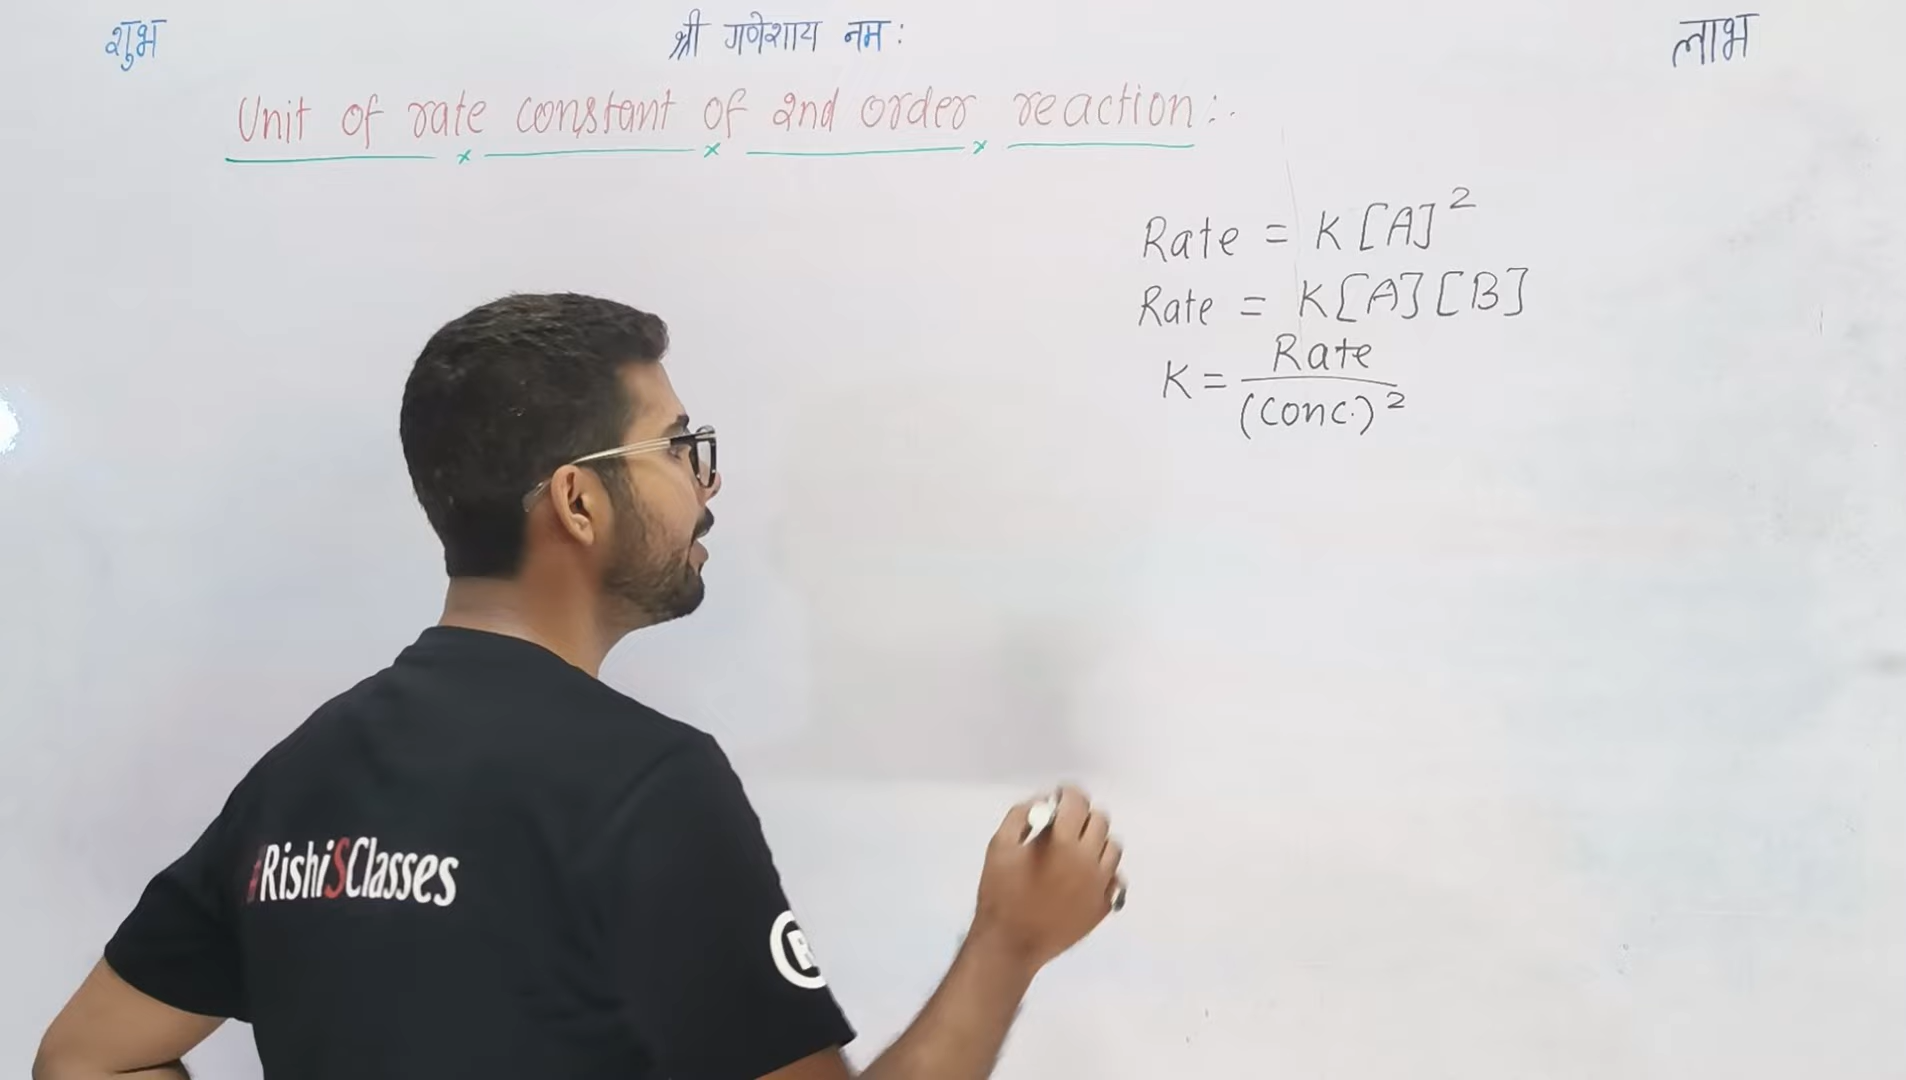 शुभ श्री गणेशाय नमः लाभ
Unit of rate constant of 2nd order reaction:-
Rate = K[A]²
Rate = K[A][B]
K = Rate / (Conc.)²
#RishiSClasses
R